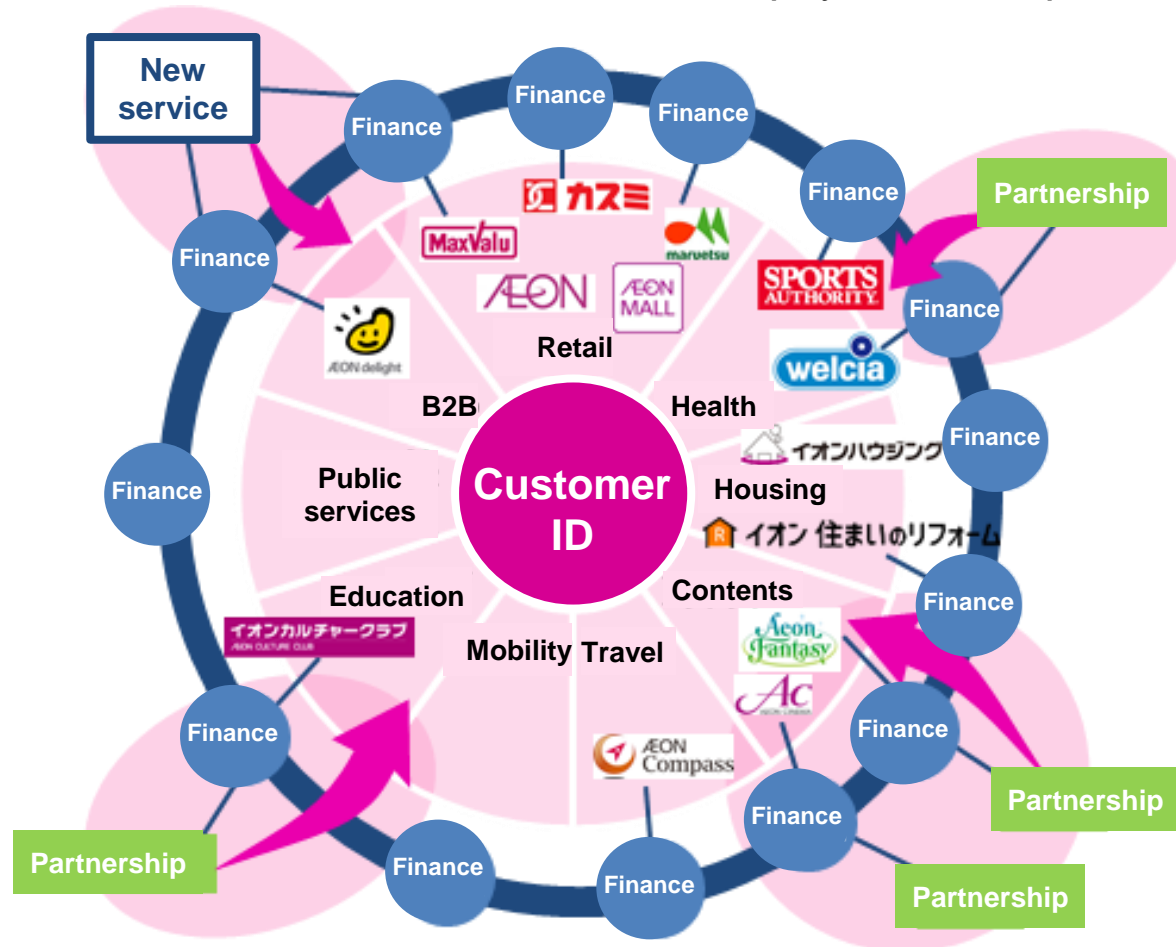 New
service
Finance
Finance
Finance
Finance
Partnership
Finance
Finance
カスミ
MaxValu
maruetsu
SPORTS
AUTHORITY
ÆON
ÆON
MALL
ÆON delight
welcia
Retail
B2B
Health
Finance
イオンハウジング
Finance
Public
services
Customer
ID
Housing
R イオン 住まいのリフォーム
Education
Contents
Finance
イオンカルチャークラブ
ÆON CULTURE CLUB
Mobility
Travel
Aeon
Fantasy
Ac
Finance
Finance
ÆON
Compass
Partnership
Finance
Partnership
Finance
Finance
Partnership